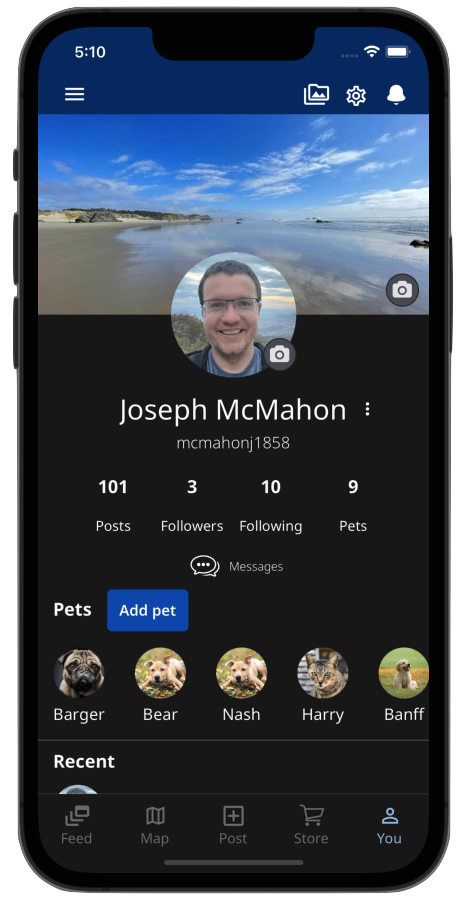 5:10
Joseph McMahon
mcmahonj1858
101 3 10 9
Posts Followers Following Pets
Messages
Pets Add pet
Barger Bear Nash Harry Banff
Recent
Feed Map Post Store You